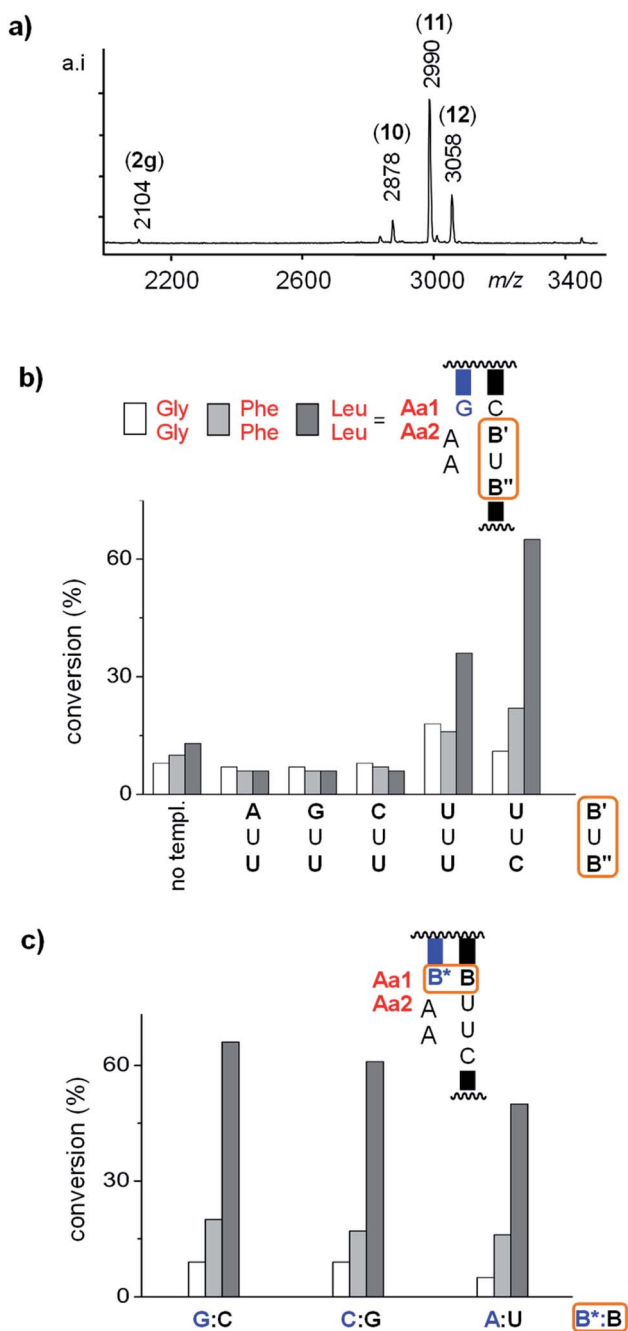 a)
a.i
(11)
2990
(12)
3058
(10)
2878
(2g)
2104
2200 2600 3000 m/z 3400
b)
Gly Phe Leu = Aa1 G C
Gly Phe Leu Aa2 A B'
A U
B"
conversion (%)
60
30
0
no templ. A G C U U B'
U U U U U U
U U U U C B"
c)
Aa1 B* B
Aa2 A U
A U
C
conversion (%)
60
30
0
G:C C:G A:U B*:B